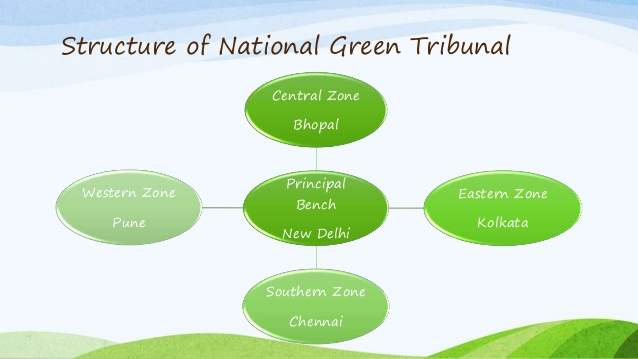 Structure of National Green Tribunal
Central Zone
Bhopal
Western Zone
Pune
Principal
Bench
New Delhi
Eastern Zone
Kolkata
Southern Zone
Chennai